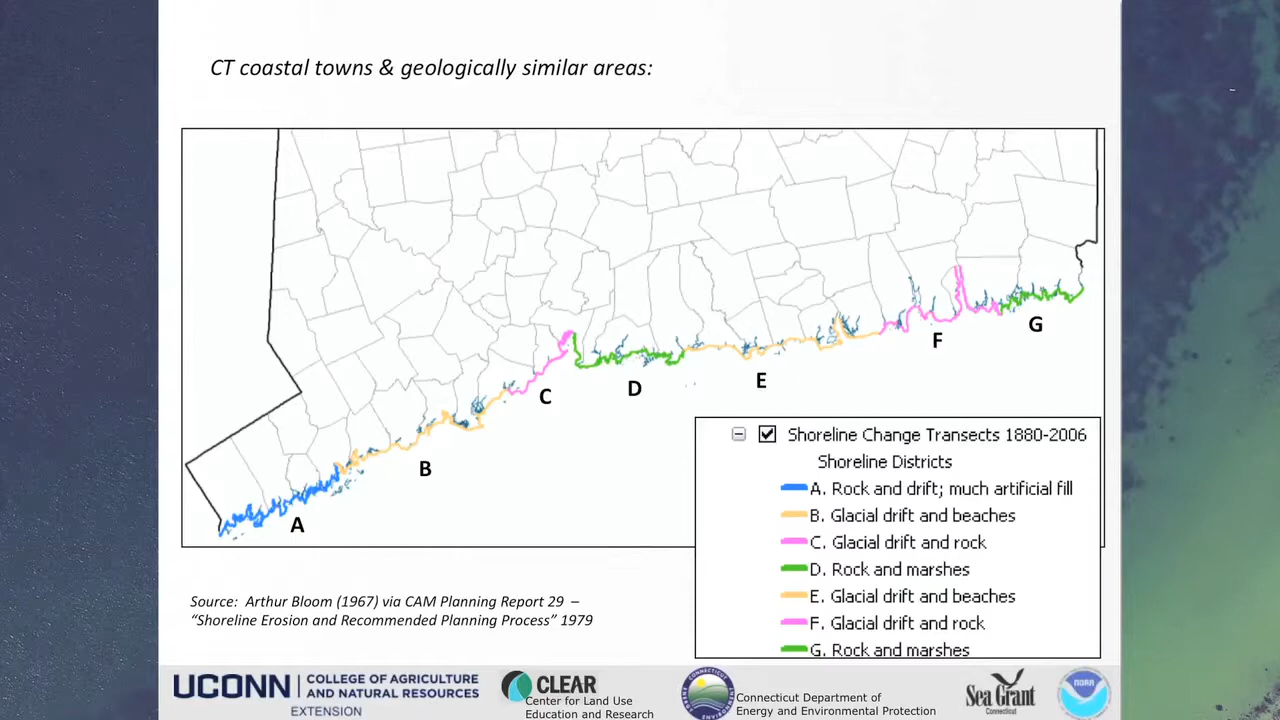 CT coastal towns & geologically similar areas:
A
B
C
D
E
F
G
Shoreline Change Transects 1880-2006
Shoreline Districts
A. Rock and drift; much artificial fill
B. Glacial drift and beaches
C. Glacial drift and rock
D. Rock and marshes
E. Glacial drift and beaches
F. Glacial drift and rock
G. Rock and marshes
Source: Arthur Bloom (1967) via CAM Planning Report 29 –
“Shoreline Erosion and Recommended Planning Process” 1979
UCONN
COLLEGE OF AGRICULTURE
AND NATURAL RESOURCES
EXTENSION
CLEAR
Center for Land Use
Education and Research
CONNECTICUT
Connecticut Department of
Energy and Environmental Protection
Sea Grant
Connecticut
NOAA